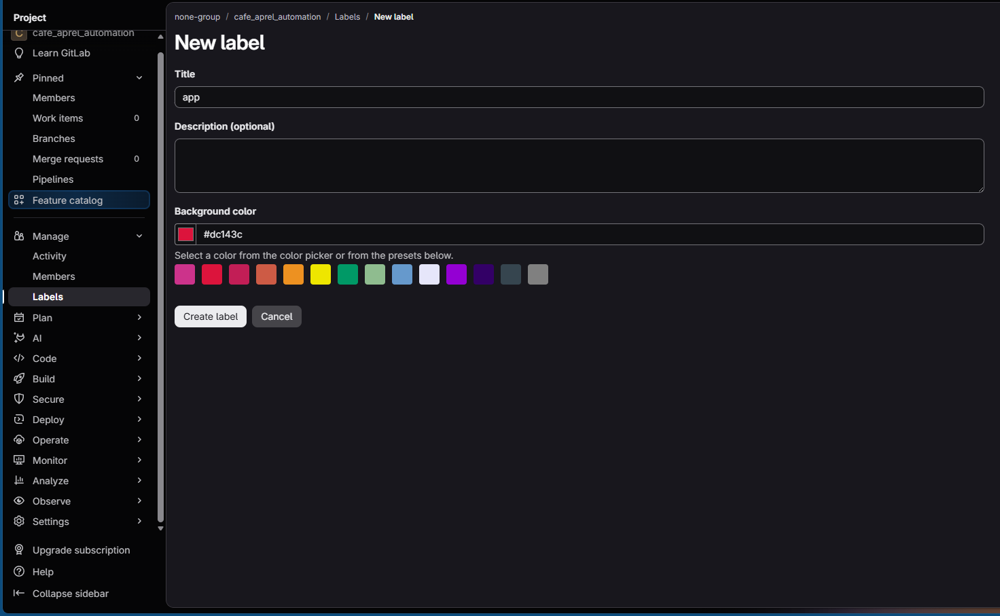 Project
C cafe_aprel_automation
Learn GitLab
Pinned
Members
Work items 0
Branches
Merge requests 0
Pipelines
Feature catalog
Manage
Activity
Members
Labels
Plan
AI
Code
Build
Secure
Deploy
Operate
Monitor
Analyze
Observe
Settings
Upgrade subscription
Help
Collapse sidebar
none-group / cafe_aprel_automation / Labels / New label
New label
Title
app
Description (optional)
Background color
#dc143c
Select a color from the color picker or from the presets below.
Create label Cancel